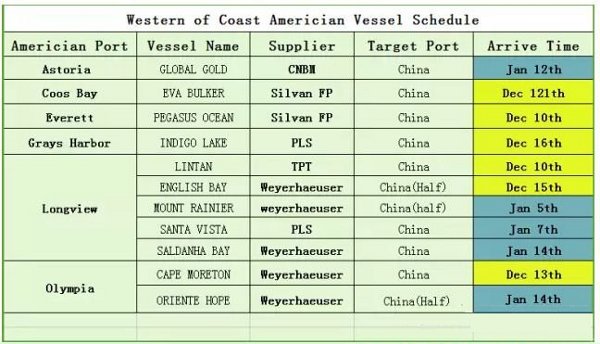 Western of Coast Americian Vessel Schedule
Americian Port Vessel Name Supplier Target Port Arrive Time
Astoria GLOBAL GOLD CNBM China Jan 12th
Coos Bay EVA BULKER Silvan FP China Dec 121th
Everett PEGASUS OCEAN Silvan FP China Dec 10th
Grays Harbor INDIGO LAKE PLS China Dec 16th
Longview LINTAN TPT China Dec 10th
ENGLISH BAY Weyerhaeuser China(Half) Dec 15th
MOUNT RAINIER weyerhaeuser China(half) Jan 5th
SANTA VISTA PLS China Jan 7th
SALDANHA BAY Weyerhaeuser China Jan 14th
Olympia CAPE MORETON Weyerhaeuser China Dec 13th
ORIENTE HOPE Weyerhaeuser China(Half) Jan 14th